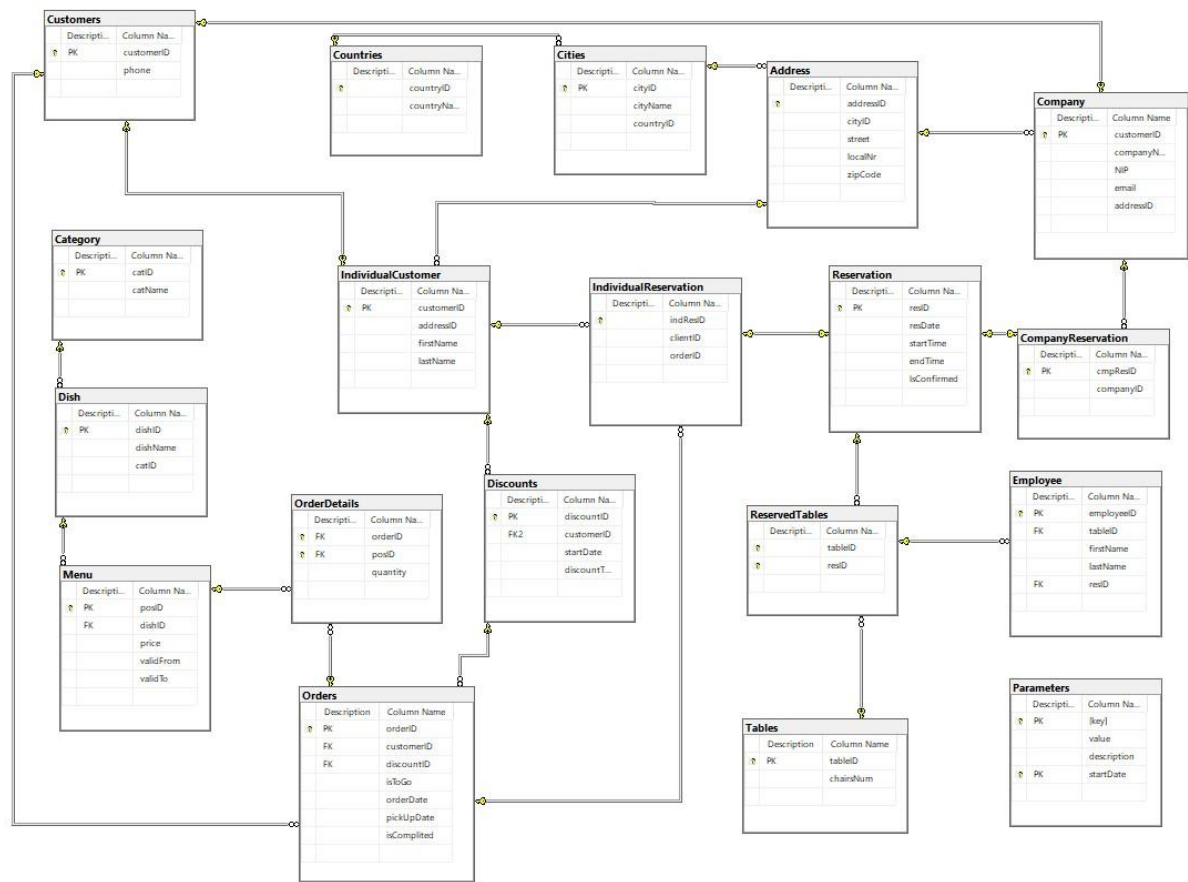 Customers
Descripti... Column Na...
PK customerID
phone
Countries
Descripti... Column Na...
countryID
countryNa...
Cities
Descripti... Column Na...
PK cityID
cityName
countryID
Address
Descripti... Column Na...
addressID
cityID
street
localNr
zipCode
Company
Descripti... Column Name
PK customerID
companyN...
NIP
email
addressID
Category
Descripti... Column Na...
PK catID
catName
IndividualCustomer
Descripti... Column Na...
PK customerID
addressID
firstName
lastName
IndividualReservation
Descripti... Column Na...
indResID
clientID
orderID
Reservation
Descripti... Column Na...
PK resID
resDate
startTime
endTime
isConfirmed
CompanyReservation
Descripti... Column Na...
PK cmpResID
companyID
Dish
Descripti... Column Na...
PK dishID
dishName
catID
OrderDetails
Descripti... Column Na...
FK orderID
FK posID
quantity
Discounts
Descripti... Column Na...
PK discountID
FK2 customerID
startDate
discountT...
ReservedTables
Descripti... Column Na...
tableID
resID
Employee
Descripti... Column Na...
PK employeeID
FK tableID
firstName
lastName
FK resID
Menu
Descripti... Column Na...
PK posID
FK dishID
price
validFrom
validTo
Orders
Description Column Name
PK orderID
FK customerID
FK discountID
isToGo
orderDate
pickUpDate
isComplited
Tables
Description Column Name
PK tableID
chairsNum
Parameters
Descripti... Column Na...
PK [key]
value
description
PK startDate